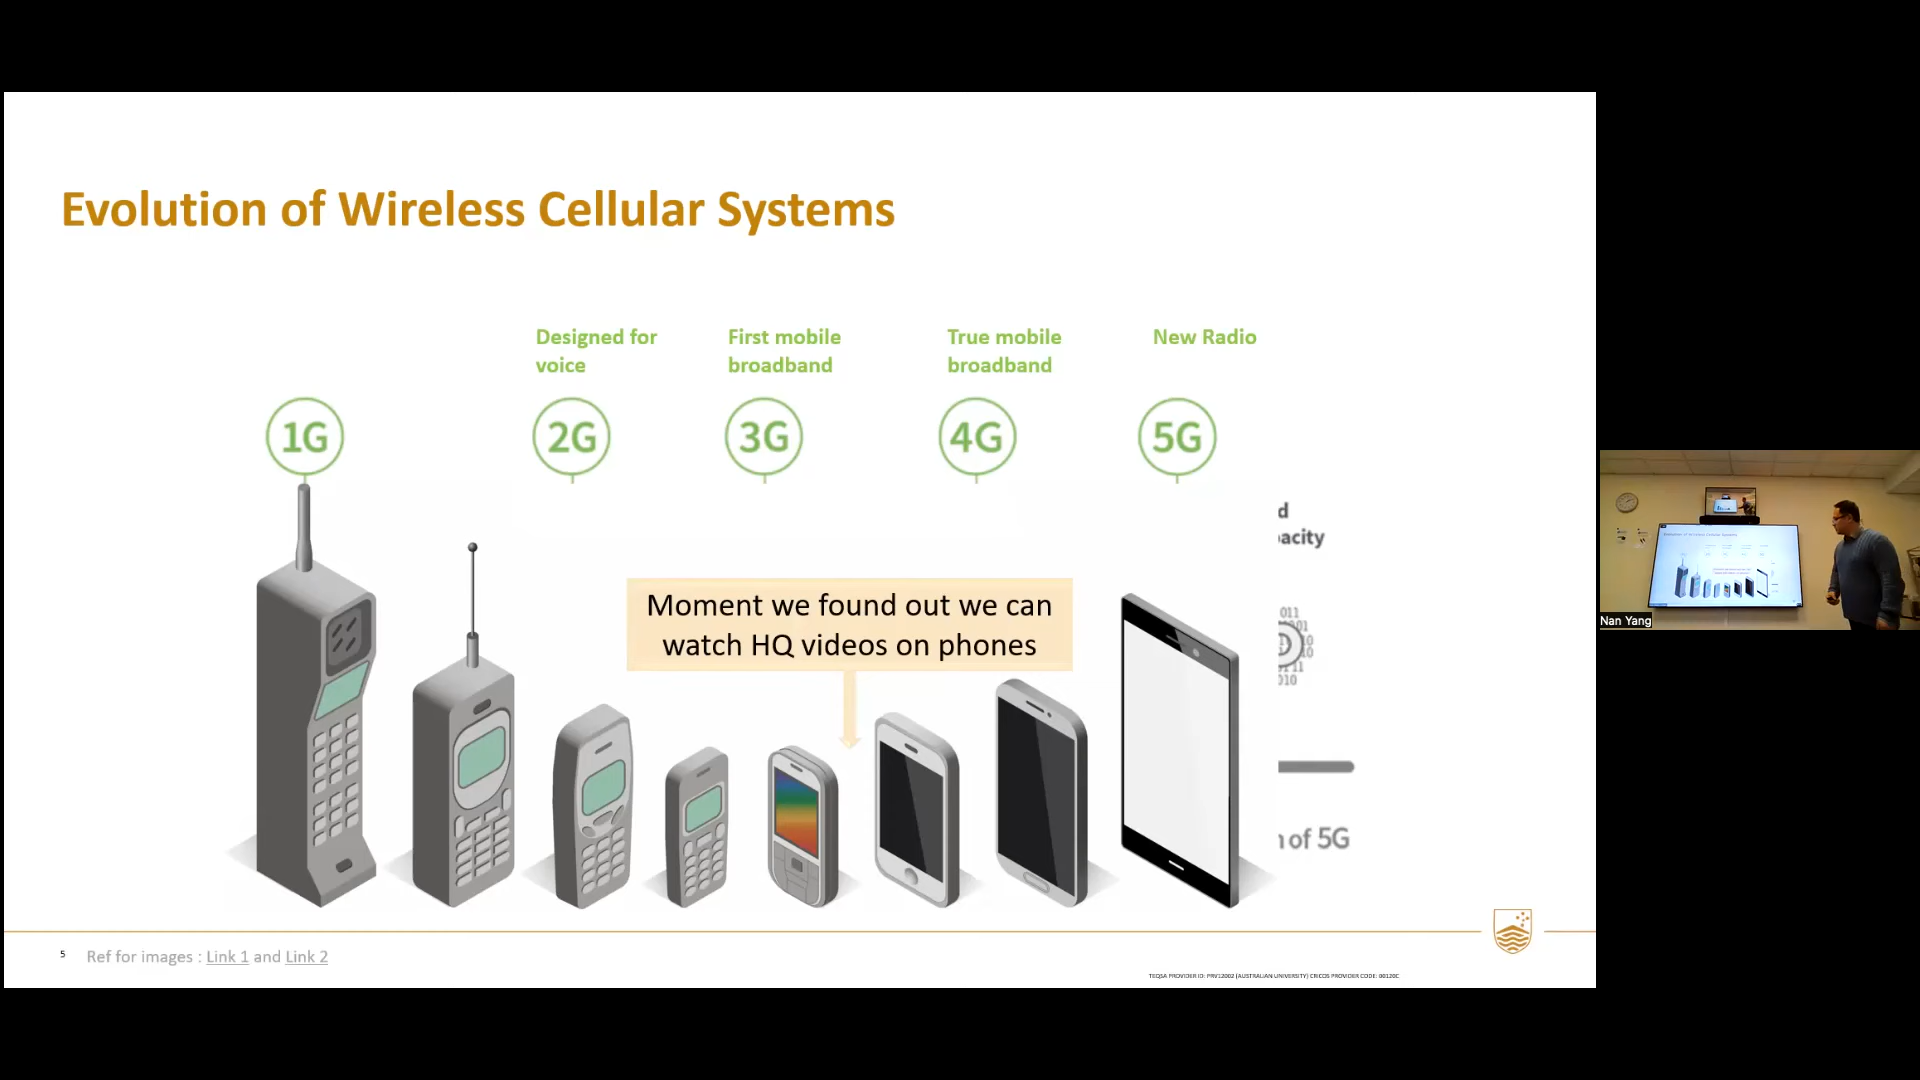 Evolution of Wireless Cellular Systems
Designed for
voice
First mobile
broadband
True mobile
broadband
New Radio
1G
2G
3G
4G
5G
d
acity
Moment we found out we can
watch HQ videos on phones
011
001
10
10
11
010
of 5G
5
Ref for images : Link 1 and Link 2
TEQSA PROVIDER ID: PRV12002 (AUSTRALIAN UNIVERSITY) CRICOS PROVIDER CODE: 00120C
Nan Yang